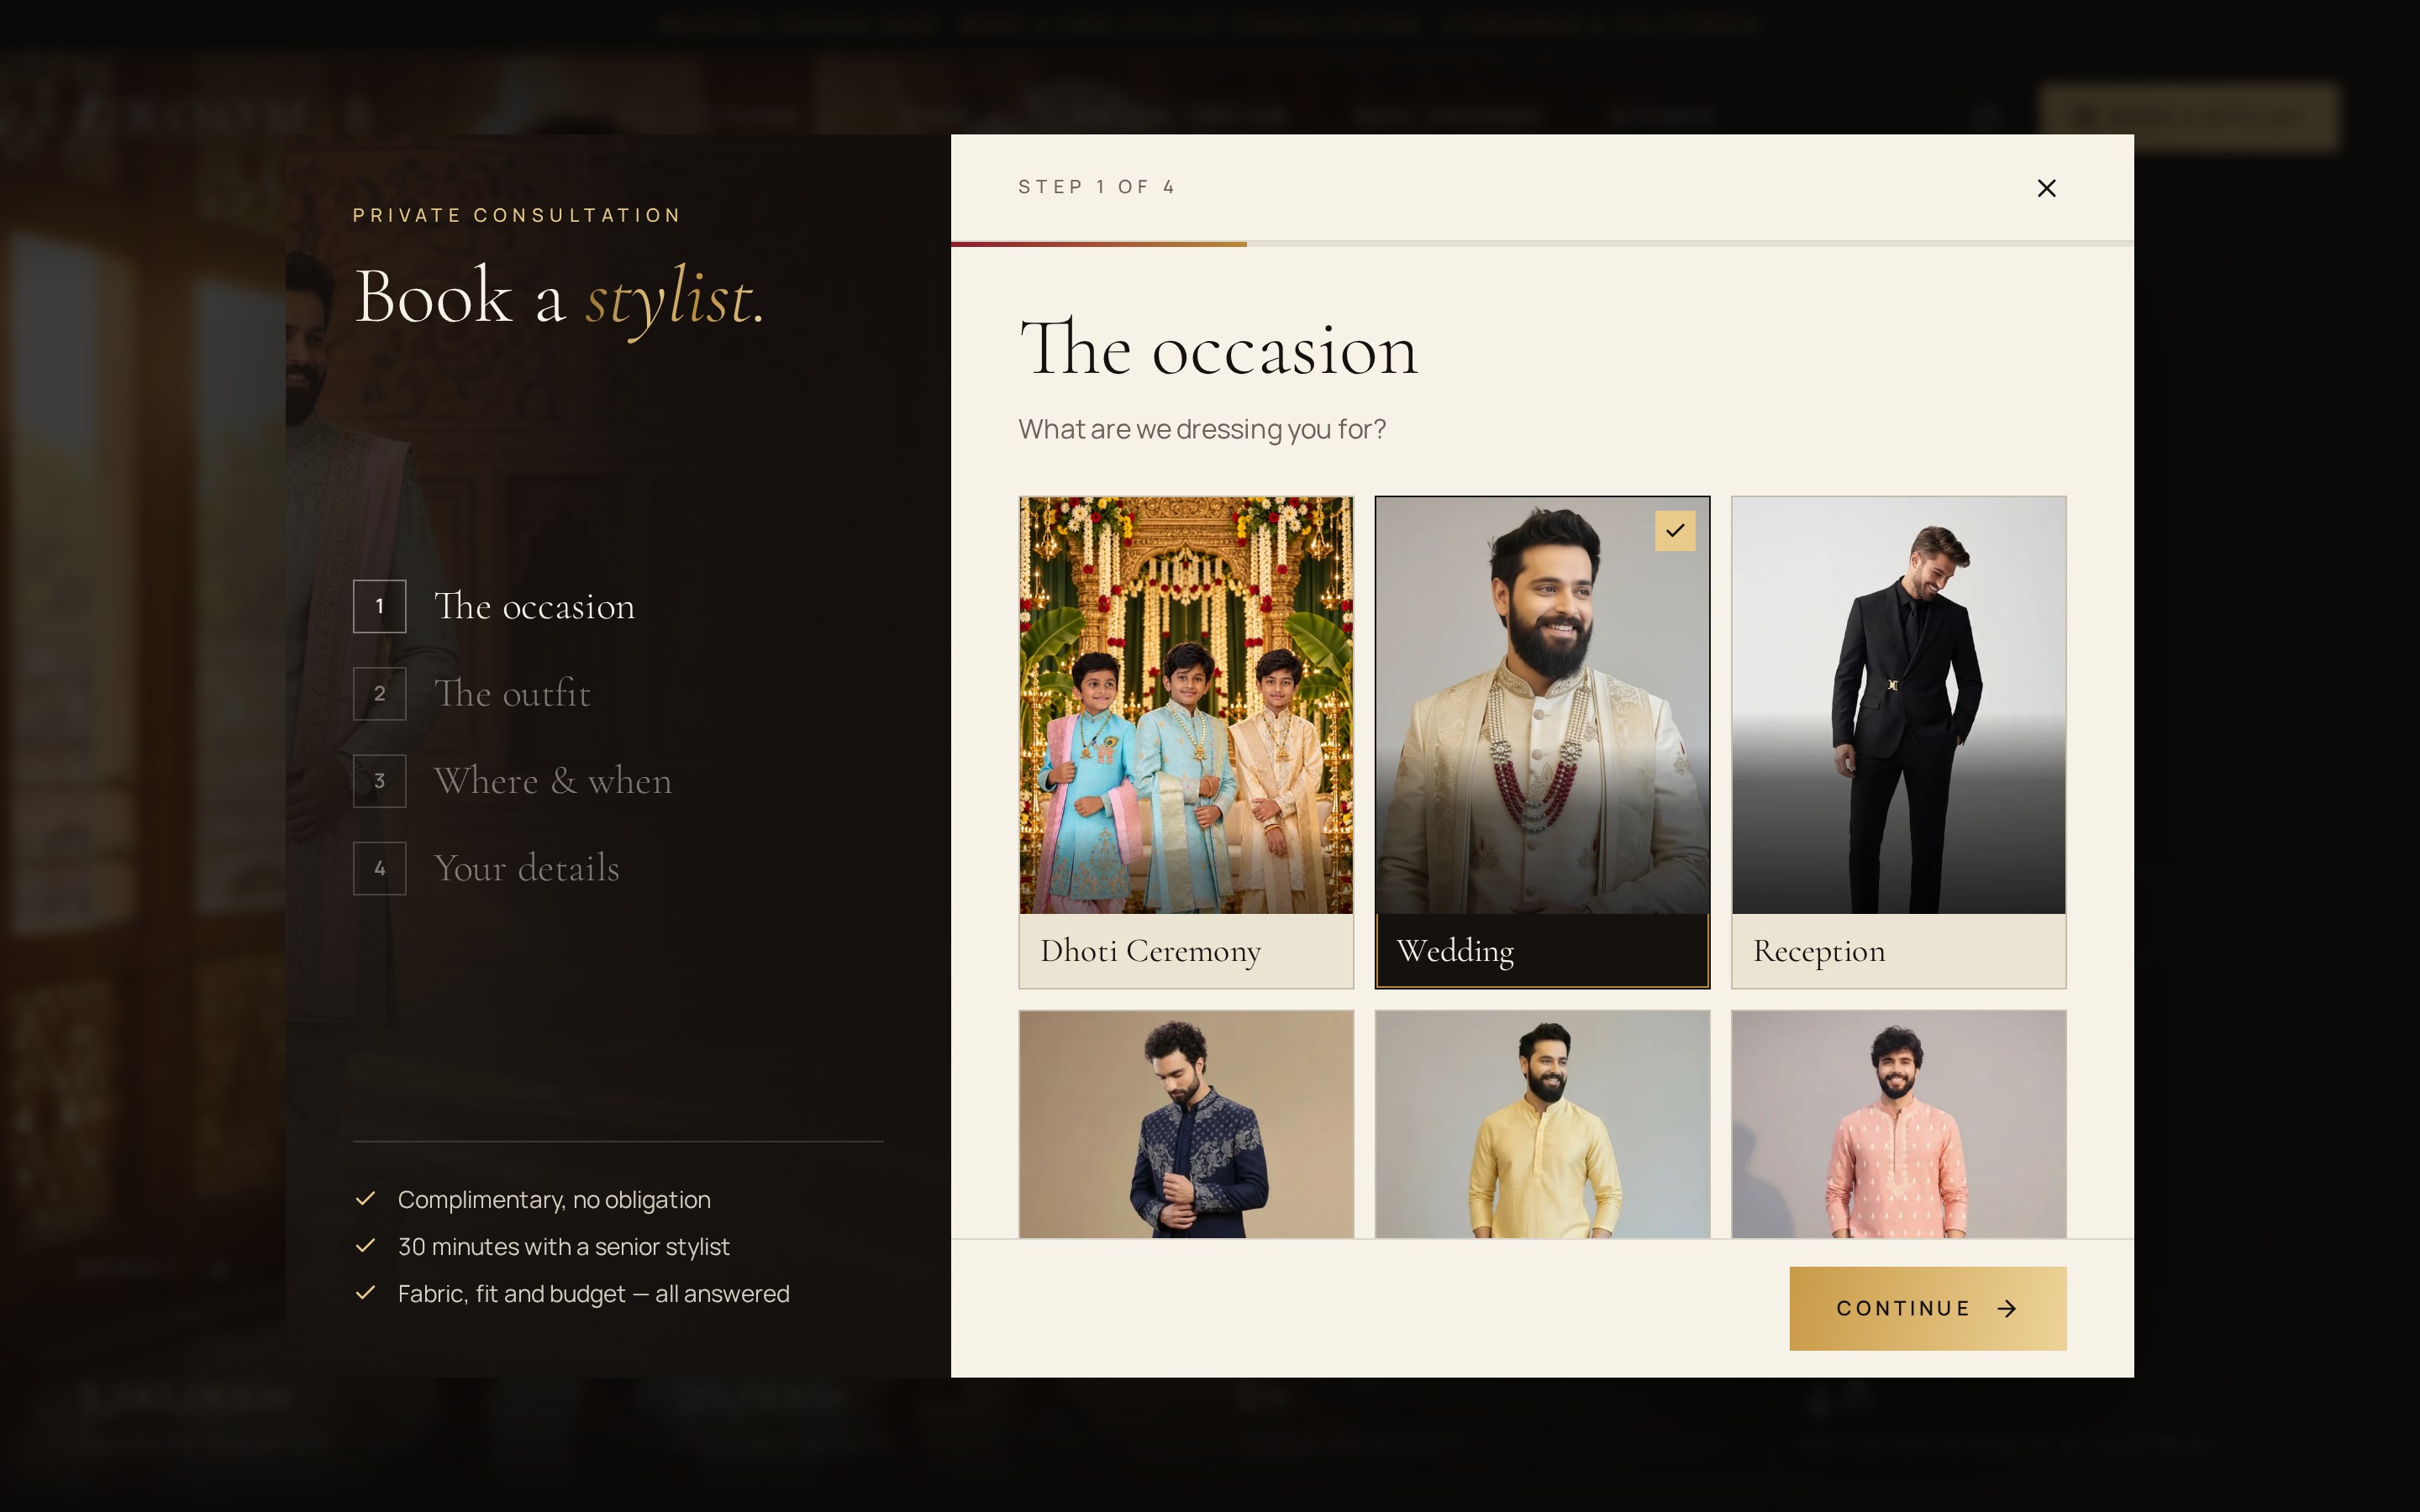 PRIVATE CONSULTATION
Book a stylist.
1 The occasion
2 The outfit
3 Where & when
4 Your details
Complimentary, no obligation
30 minutes with a senior stylist
Fabric, fit and budget — all answered
STEP 1 OF 4
The occasion
What are we dressing you for?
Dhoti Ceremony
Wedding
Reception
CONTINUE